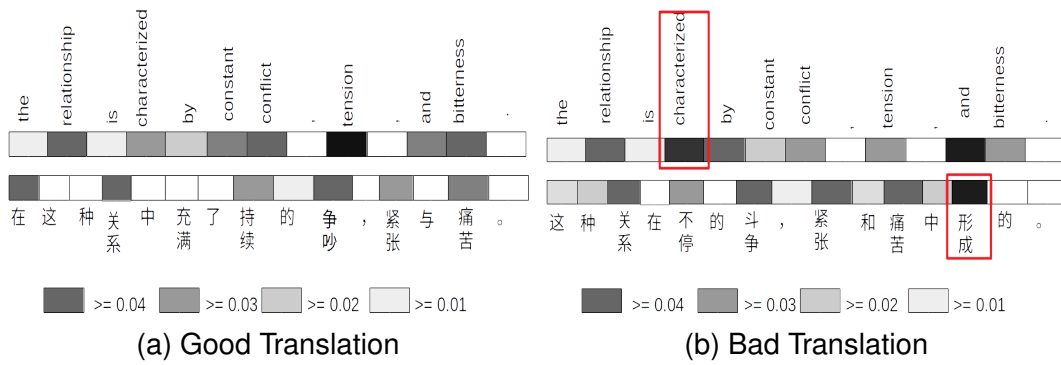 the relationship is characterized by constant conflict , tension , and bitterness .
在 这 种 关系 中 充满 了 持续 的 争吵 ， 紧张 与 痛苦 。
>= 0.04 >= 0.03 >= 0.02 >= 0.01
(a) Good Translation
the relationship is characterized by constant conflict , tension , and bitterness .
这 种 关系 在 不停 的 斗争 ， 紧张 和 痛苦 中 形成 的 。
>= 0.04 >= 0.03 >= 0.02 >= 0.01
(b) Bad Translation